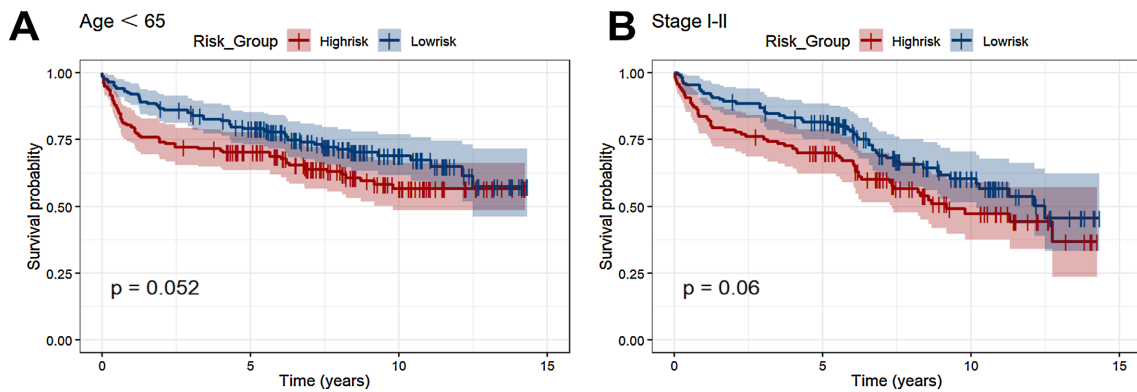 A
Age < 65
Risk_Group Highrisk Lowrisk
1.00
0.75
0.50
0.25
0.00
Survival probablity
p = 0.052
0 5 10 15
Time (years)
B
Stage I-II
Risk_Group Highrisk Lowrisk
1.00
0.75
0.50
0.25
0.00
Survival probablity
p = 0.06
0 5 10 15
Time (years)